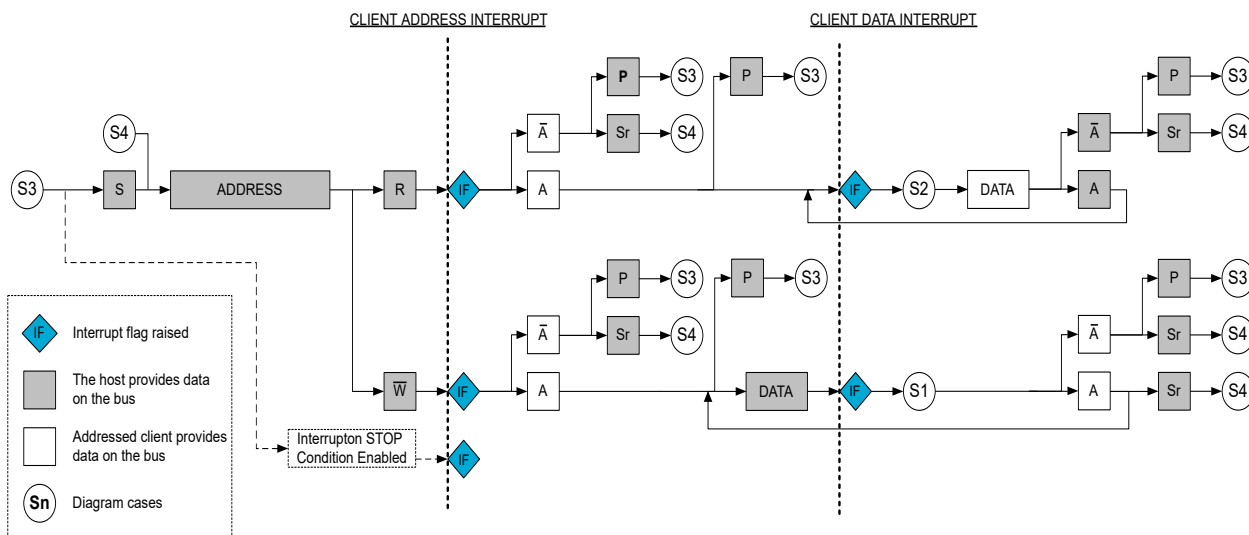 CLIENT ADDRESS INTERRUPT
CLIENT DATA INTERRUPT
P S3 P S3 P S3
S4 A̅ Sr S4 A̅ Sr S4
S3 S ADDRESS R IF A IF S2 DATA A
P S3 P S3 P S3
A̅ Sr S4 A̅ Sr S4
W̅ IF A DATA IF S1 A Sr S4
Interrupton STOP
Condition Enabled
IF
IF Interrupt flag raised
The host provides data
on the bus
Addressed client provides
data on the bus
Sn Diagram cases